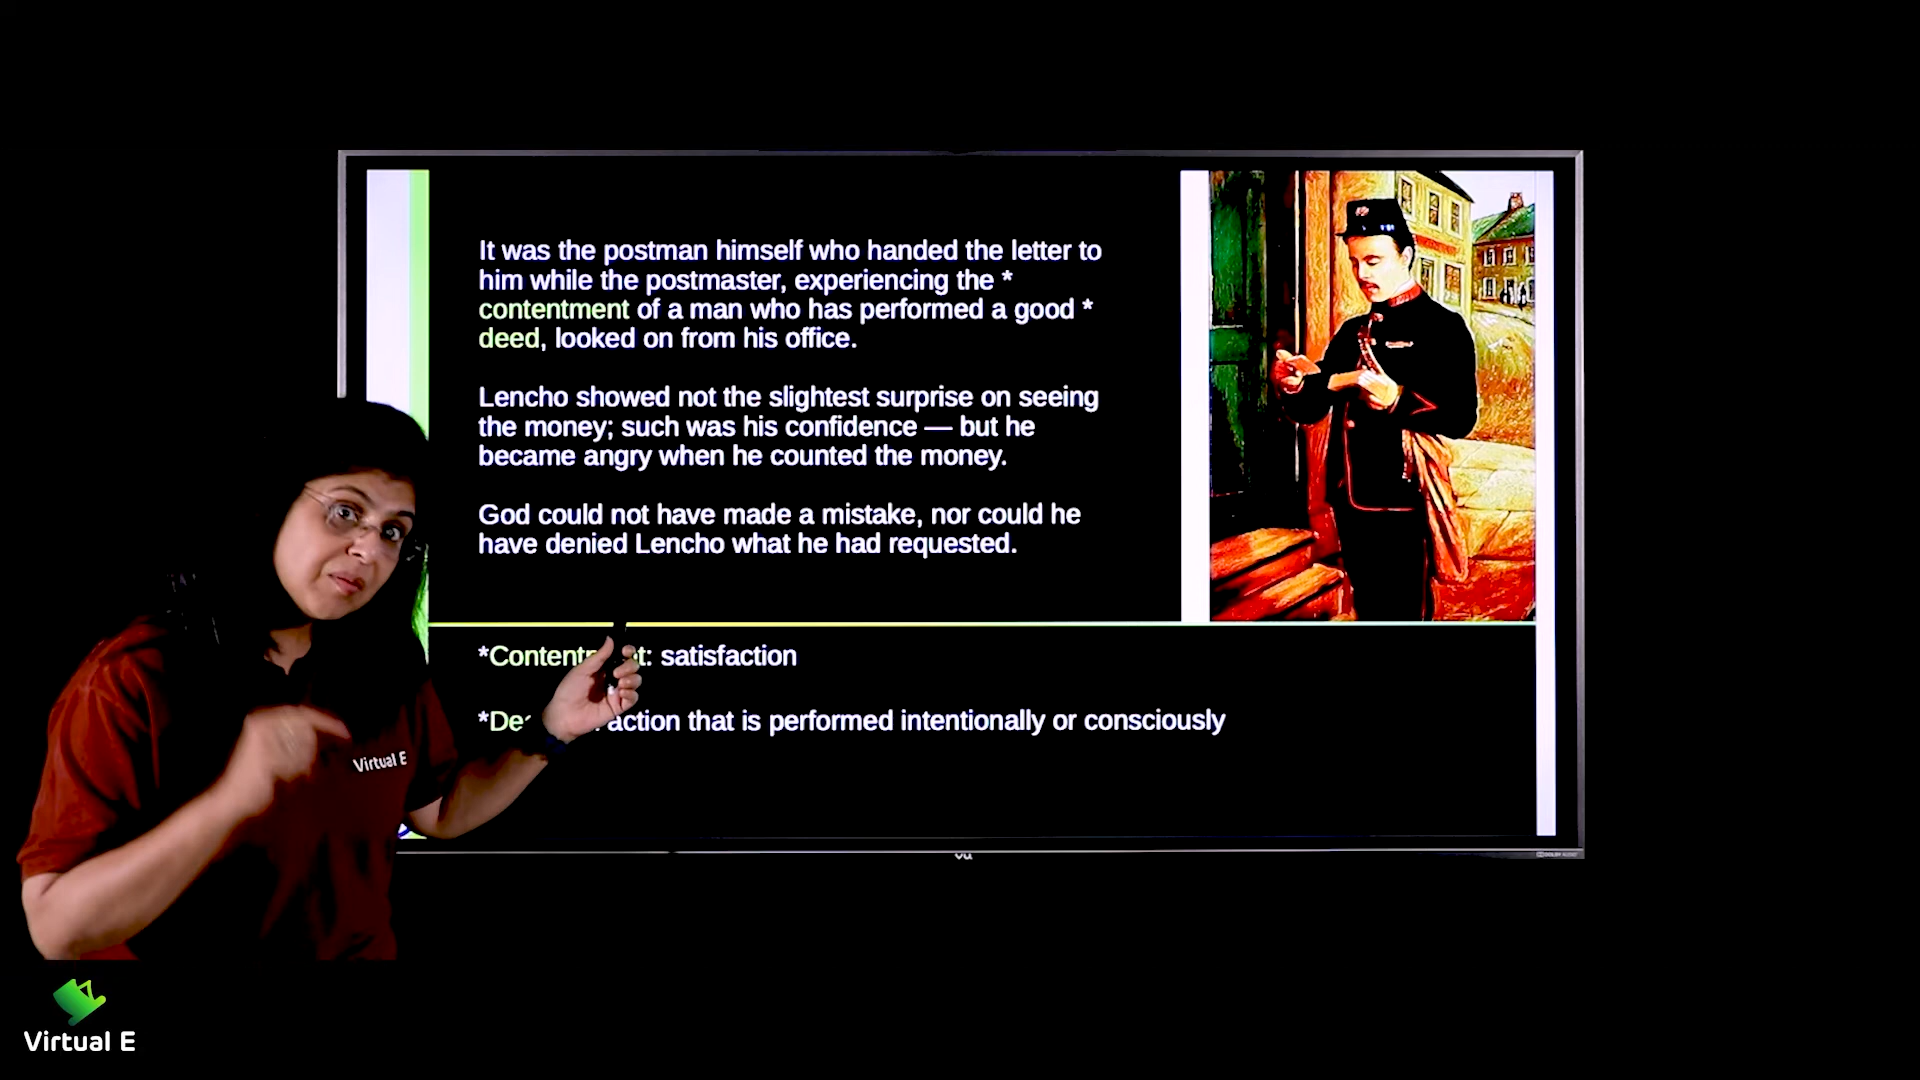 It was the postman himself who handed the letter to
him while the postmaster, experiencing the *
contentment of a man who has performed a good *
deed, looked on from his office.
Lencho showed not the slightest surprise on seeing
the money; such was his confidence — but he
became angry when he counted the money.
God could not have made a mistake, nor could he
have denied Lencho what he had requested.
: satisfaction
action that is performed intentionally or consciously
Virtual E
Virtual E